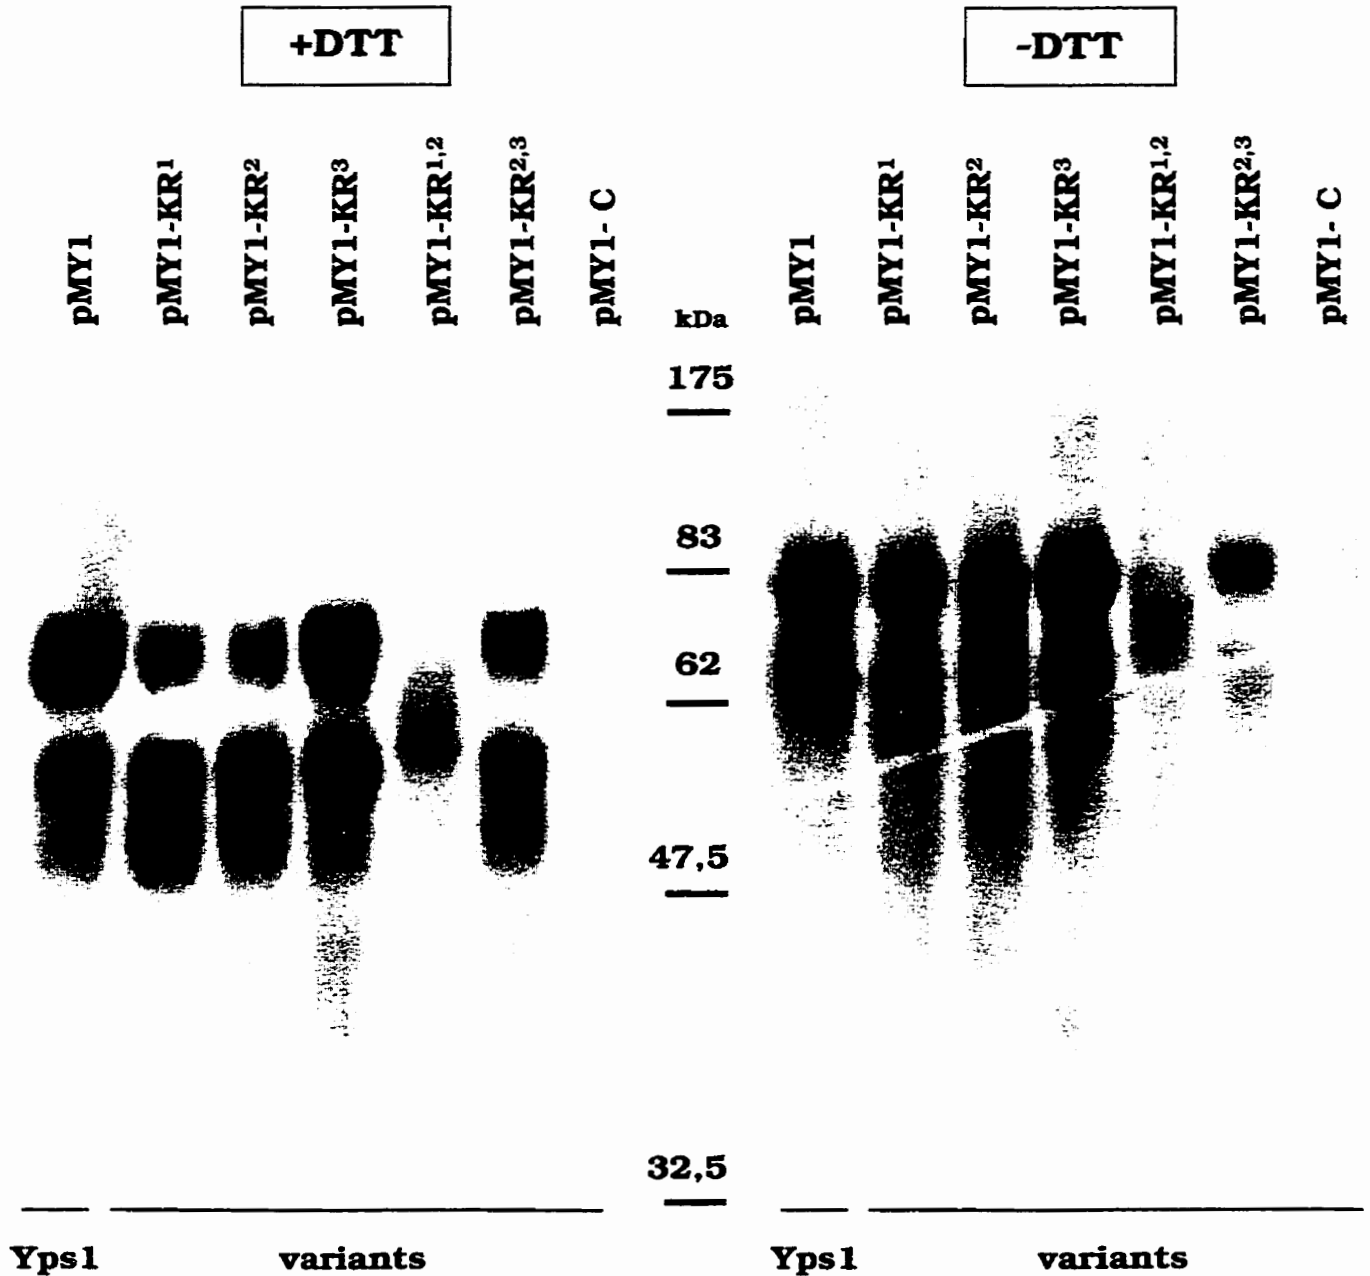 +DTT
-DTT
pMY1
pMY1-KR¹
pMY1-KR²
pMY1-KR³
pMY1-KR¹,²
pMY1-KR²,³
pMY1- C
kDa
pMY1
pMY1-KR¹
pMY1-KR²
pMY1-KR³
pMY1-KR¹,²
pMY1-KR²,³
pMY1- C
175
83
62
47,5
32,5
Yps1
variants
Yps1
variants